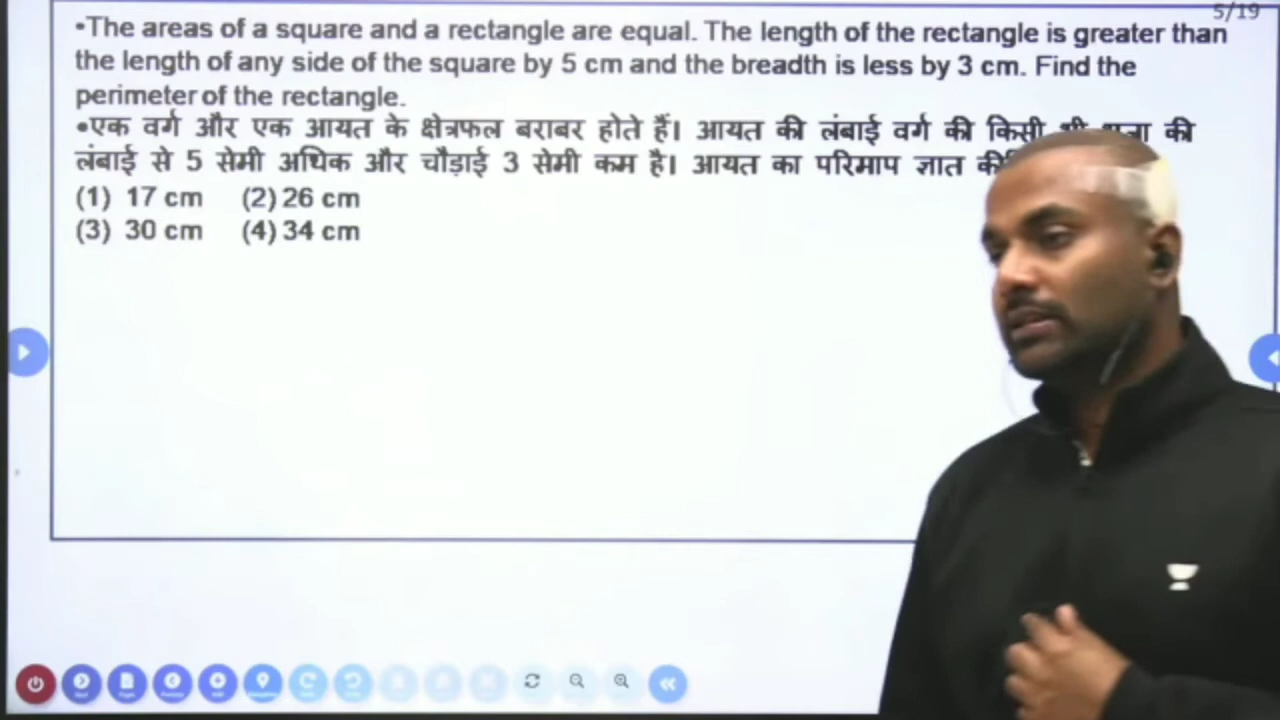 5/19
•The areas of a square and a rectangle are equal. The length of the rectangle is greater than
the length of any side of the square by 5 cm and the breadth is less by 3 cm. Find the
perimeter of the rectangle.
•एक वर्ग और एक आयत के क्षेत्रफल बराबर होते हैं। आयत की लंबाई वर्ग की किसी की
लंबाई से 5 सेमी अधिक और चौड़ाई 3 सेमी कम है। आयत का परिमाप ज्ञात
(1) 17 cm (2) 26 cm
(3) 30 cm (4) 34 cm